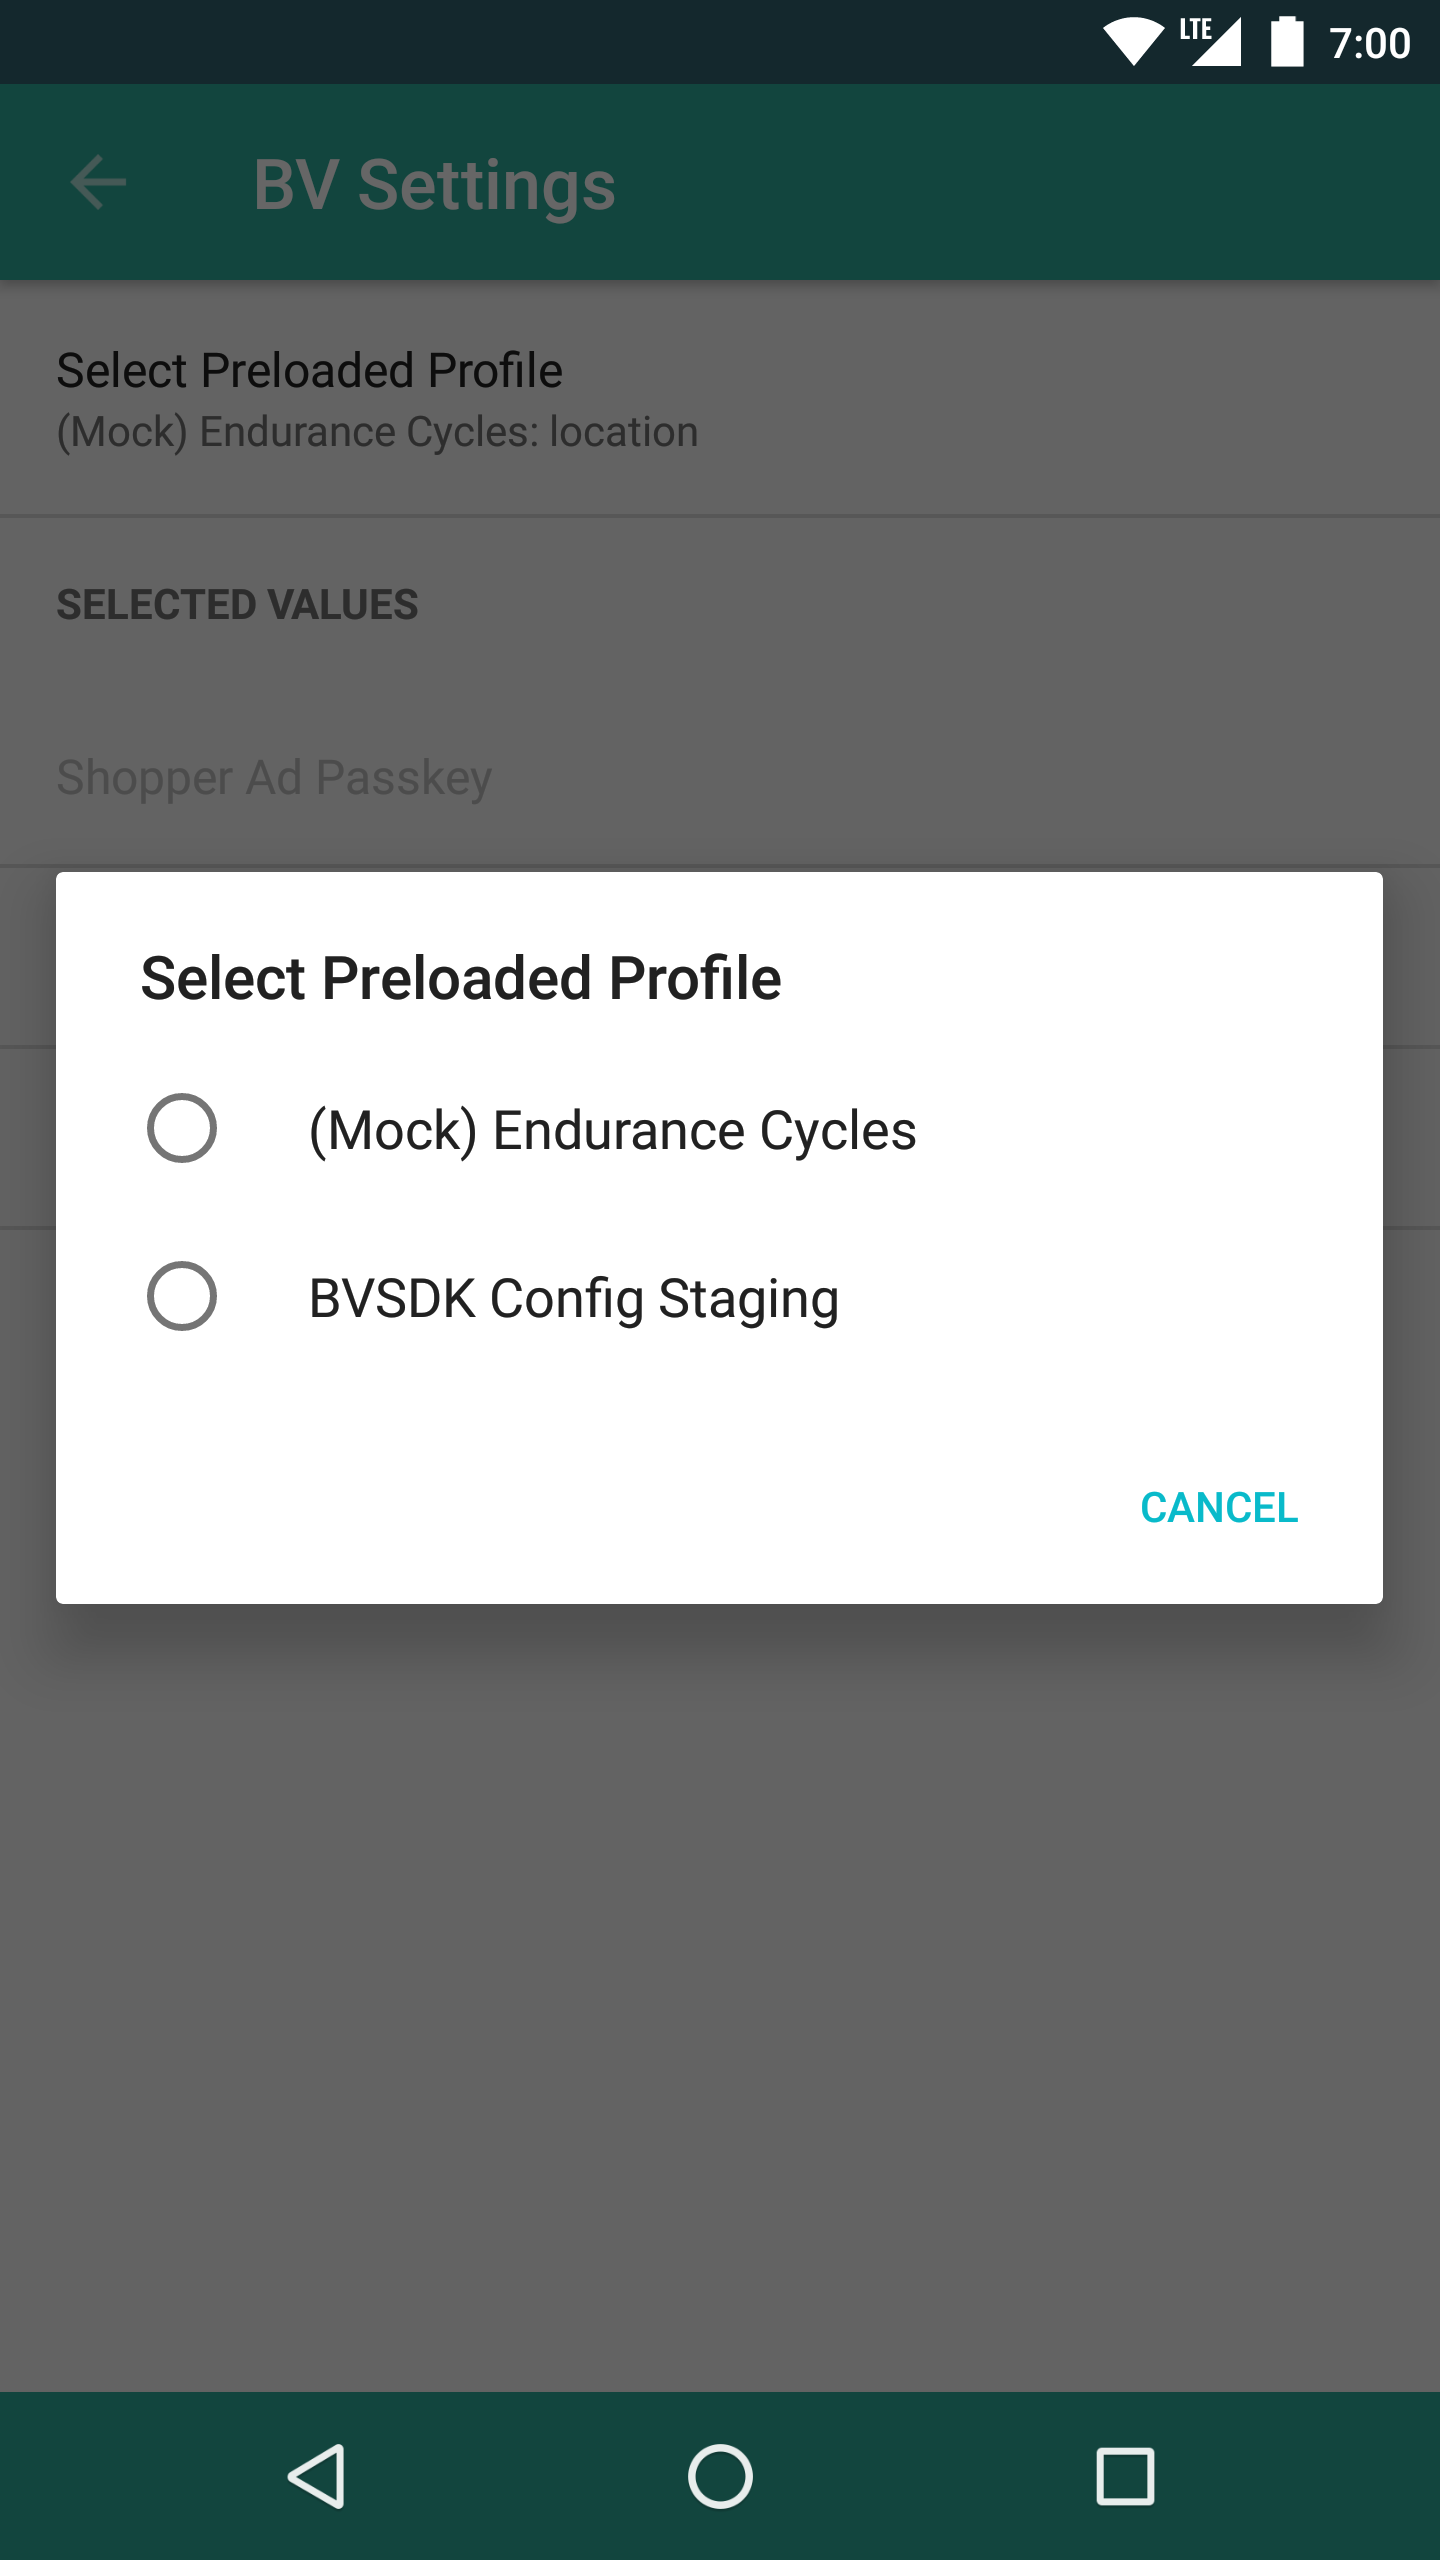 LTE 7:00
BV Settings
Select Preloaded Profile
(Mock) Endurance Cycles: location
SELECTED VALUES
Shopper Ad Passkey
Select Preloaded Profile
(Mock) Endurance Cycles
BVSDK Config Staging
CANCEL